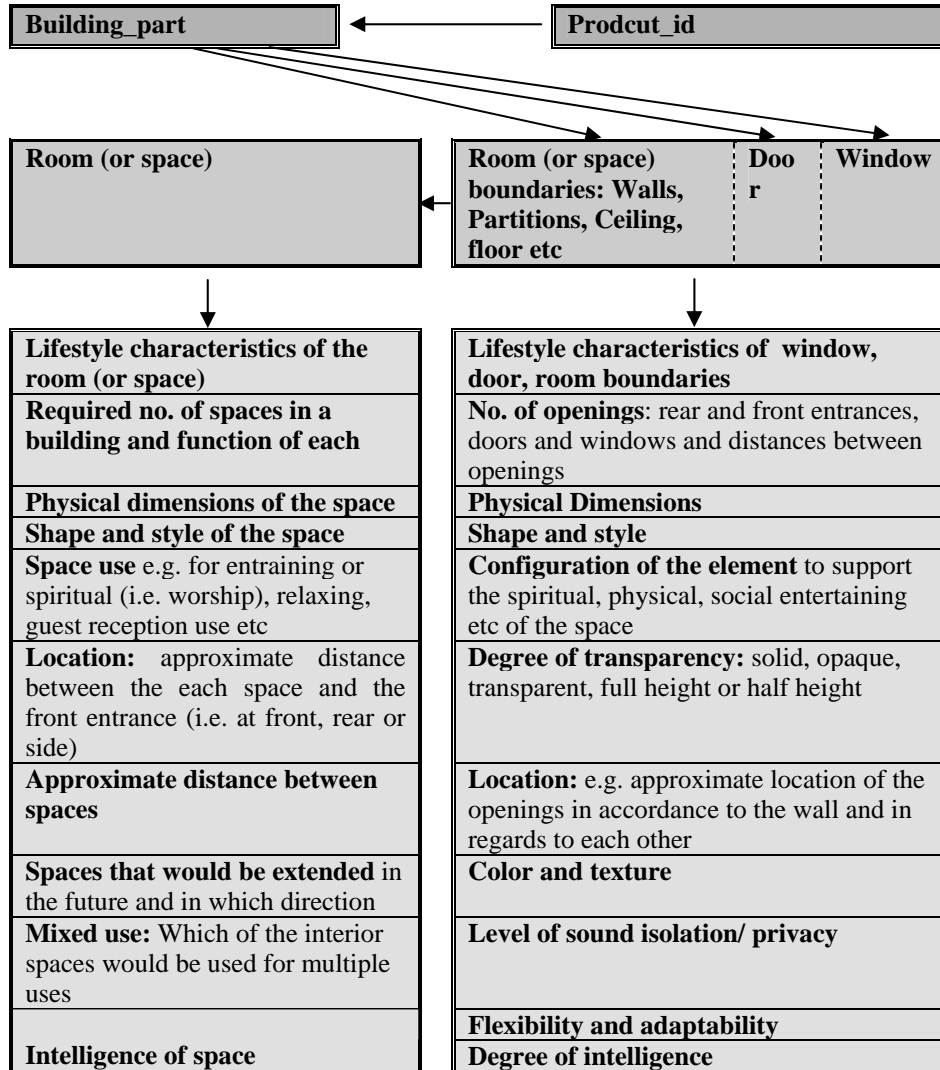 Building_part
Prodcut_id
Room (or space)
Room (or space)
boundaries: Walls,
Partitions, Ceiling,
floor etc
Doo
r
Window
Lifestyle characteristics of the
room (or space)
Required no. of spaces in a
building and function of each
Physical dimensions of the space
Shape and style of the space
Space use e.g. for entraining or
spiritual (i.e. worship), relaxing,
guest reception use etc
Location: approximate distance
between the each space and the
front entrance (i.e. at front, rear or
side)
Approximate distance between
spaces
Spaces that would be extended in
the future and in which direction
Mixed use: Which of the interior
spaces would be used for multiple
uses
Intelligence of space
Lifestyle characteristics of window,
door, room boundaries
No. of openings: rear and front entrances,
doors and windows and distances between
openings
Physical Dimensions
Shape and style
Configuration of the element to support
the spiritual, physical, social entertaining
etc of the space
Degree of transparency: solid, opaque,
transparent, full height or half height
Location: e.g. approximate location of the
openings in accordance to the wall and in
regards to each other
Color and texture
Level of sound isolation/ privacy
Flexibility and adaptability
Degree of intelligence